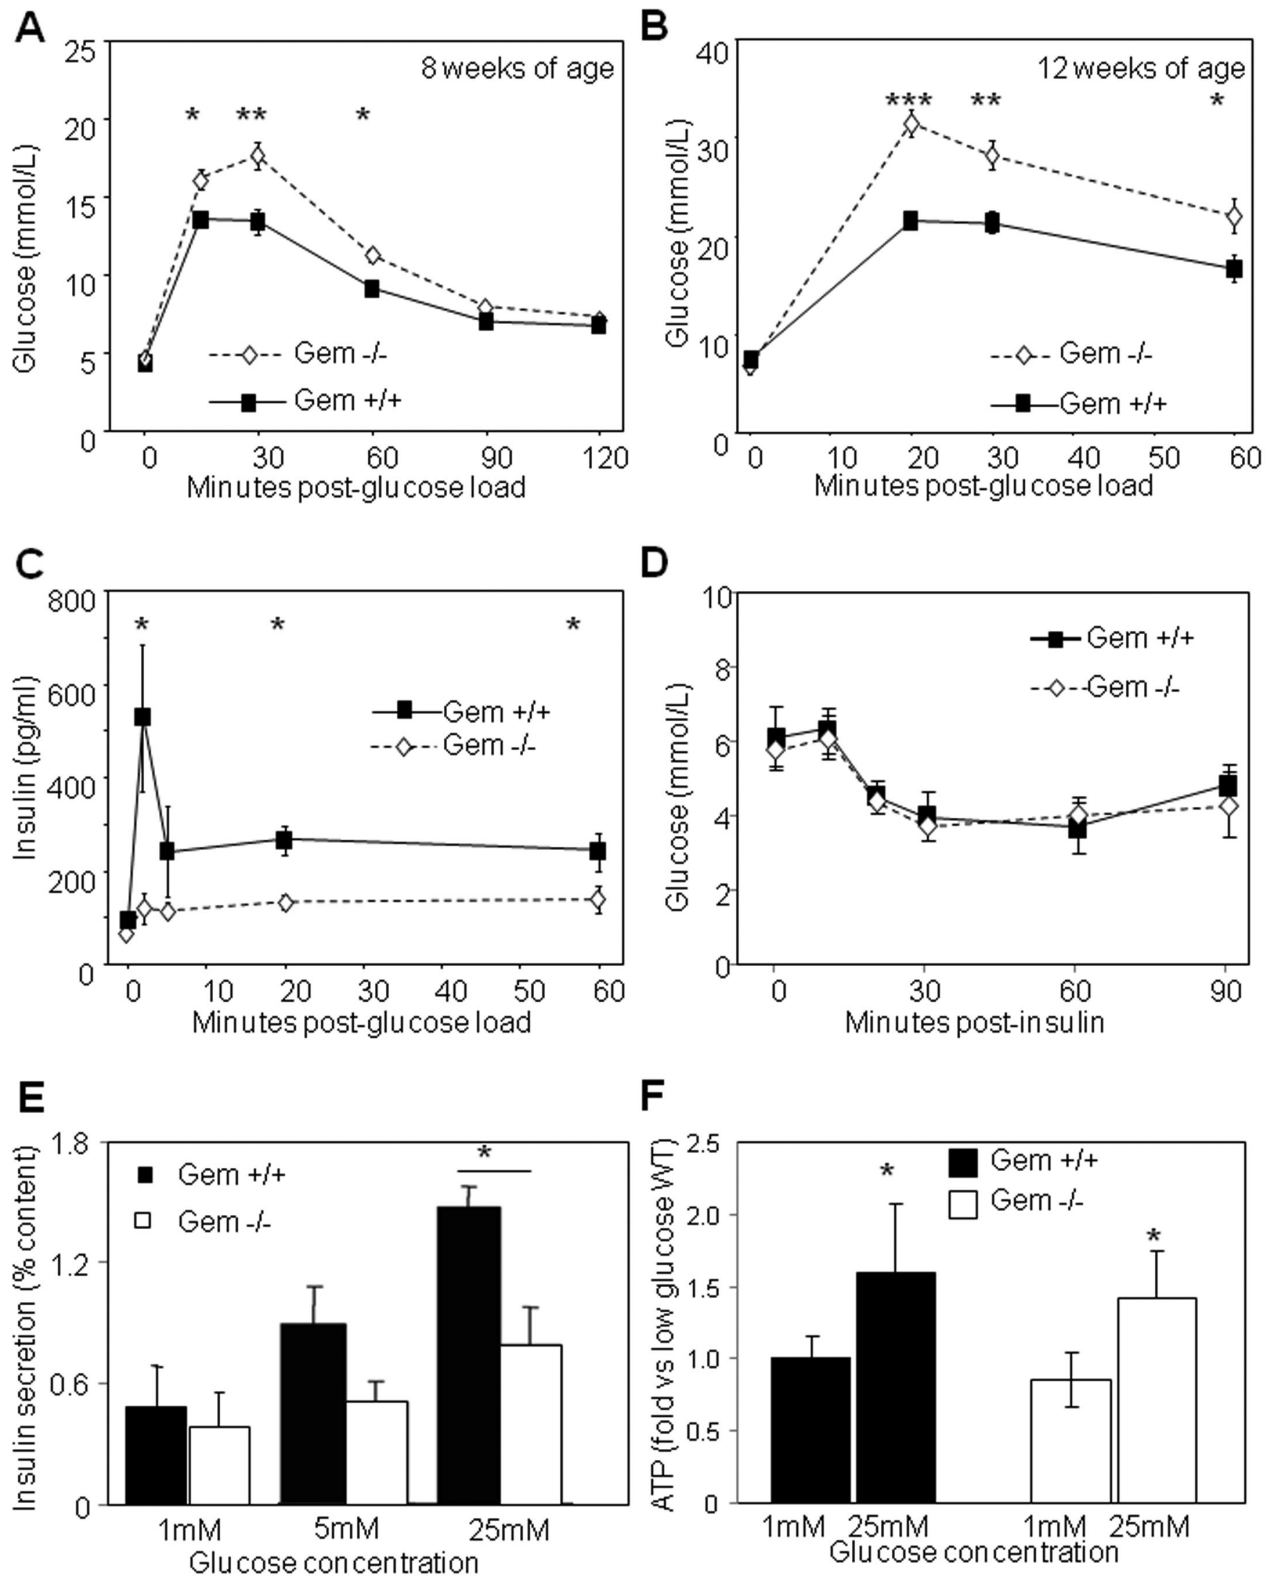 A
25
20
15
10
5
0
Glucose (mmol/L)
8 weeks of age
* ** *
Gem -/-
Gem +/+
0 30 60 90 120
Minutes post-glucose load
B
40
30
20
10
0
Glucose (mmol/L)
12 weeks of age
*** ** *
Gem -/-
Gem +/+
0 10 20 30 40 50 60
Minutes post-glucose load
C
800
600
400
200
0
Insulin (pg/ml)
* * *
Gem +/+
Gem -/-
0 10 20 30 40 50 60
Minutes post-glucose load
D
10
8
6
4
2
0
Glucose (mmol/L)
Gem +/+
Gem -/-
0 30 60 90
Minutes post-insulin
E
1.8
1.2
0.6
0
Insulin secretion (% content)
Gem +/+
Gem -/-
*
1mM 5mM 25mM
Glucose concentration
F
2.5
2.0
1.5
1.0
0.5
0
ATP (fold vs low glucose WT)
Gem +/+
Gem -/-
* *
1mM 25mM 1mM 25mM
Glucose concentration